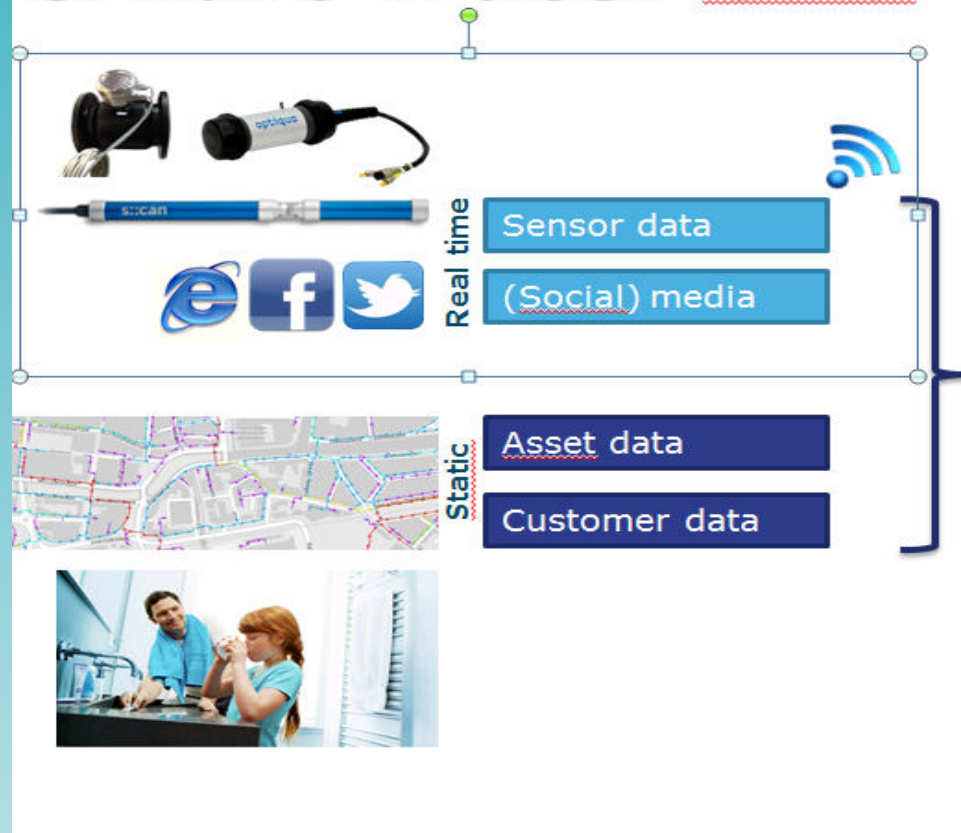 optiqua
s::can
Real time
Sensor data
(Social) media
Static
Asset data
Customer data